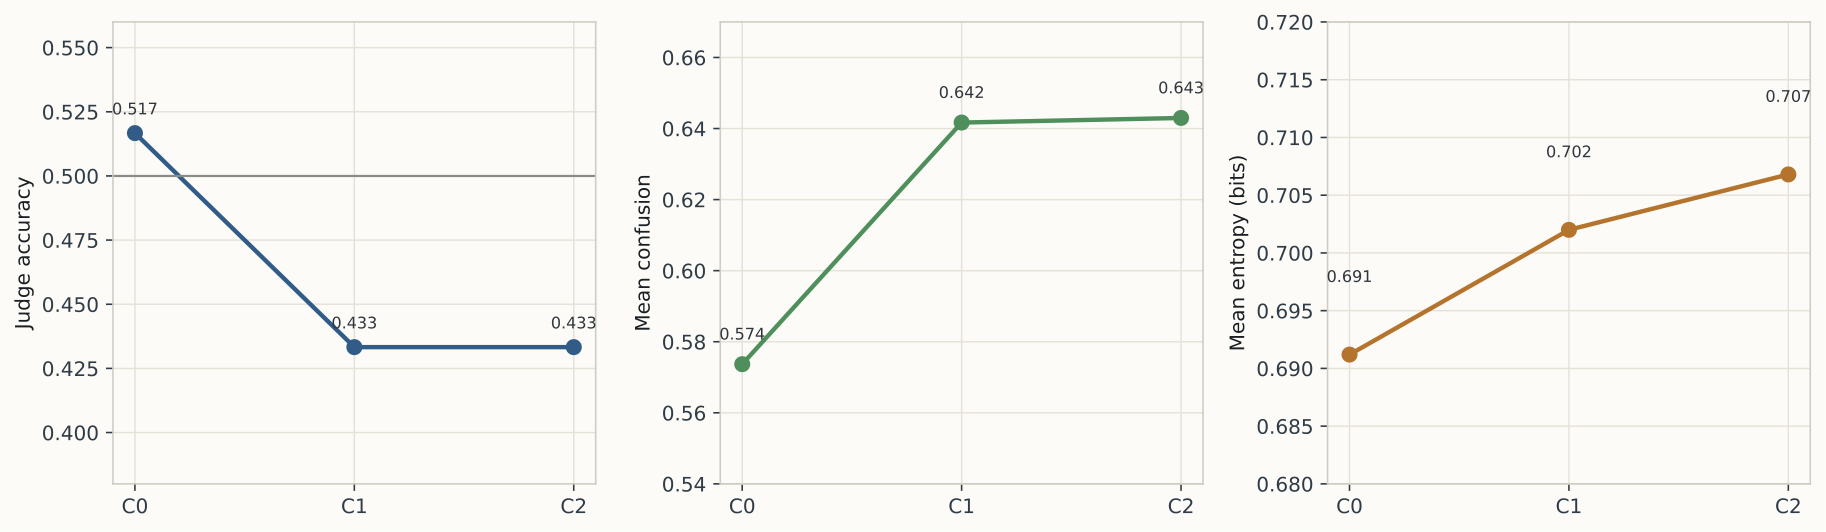 Judge accuracy
0.550
0.525
0.500
0.475
0.450
0.425
0.400
0.517
0.433
0.433
C0
C1
C2
Mean confusion
0.66
0.64
0.62
0.60
0.58
0.56
0.54
0.574
0.642
0.643
C0
C1
C2
Mean entropy (bits)
0.720
0.715
0.710
0.705
0.700
0.695
0.690
0.685
0.680
0.691
0.702
0.707
C0
C1
C2